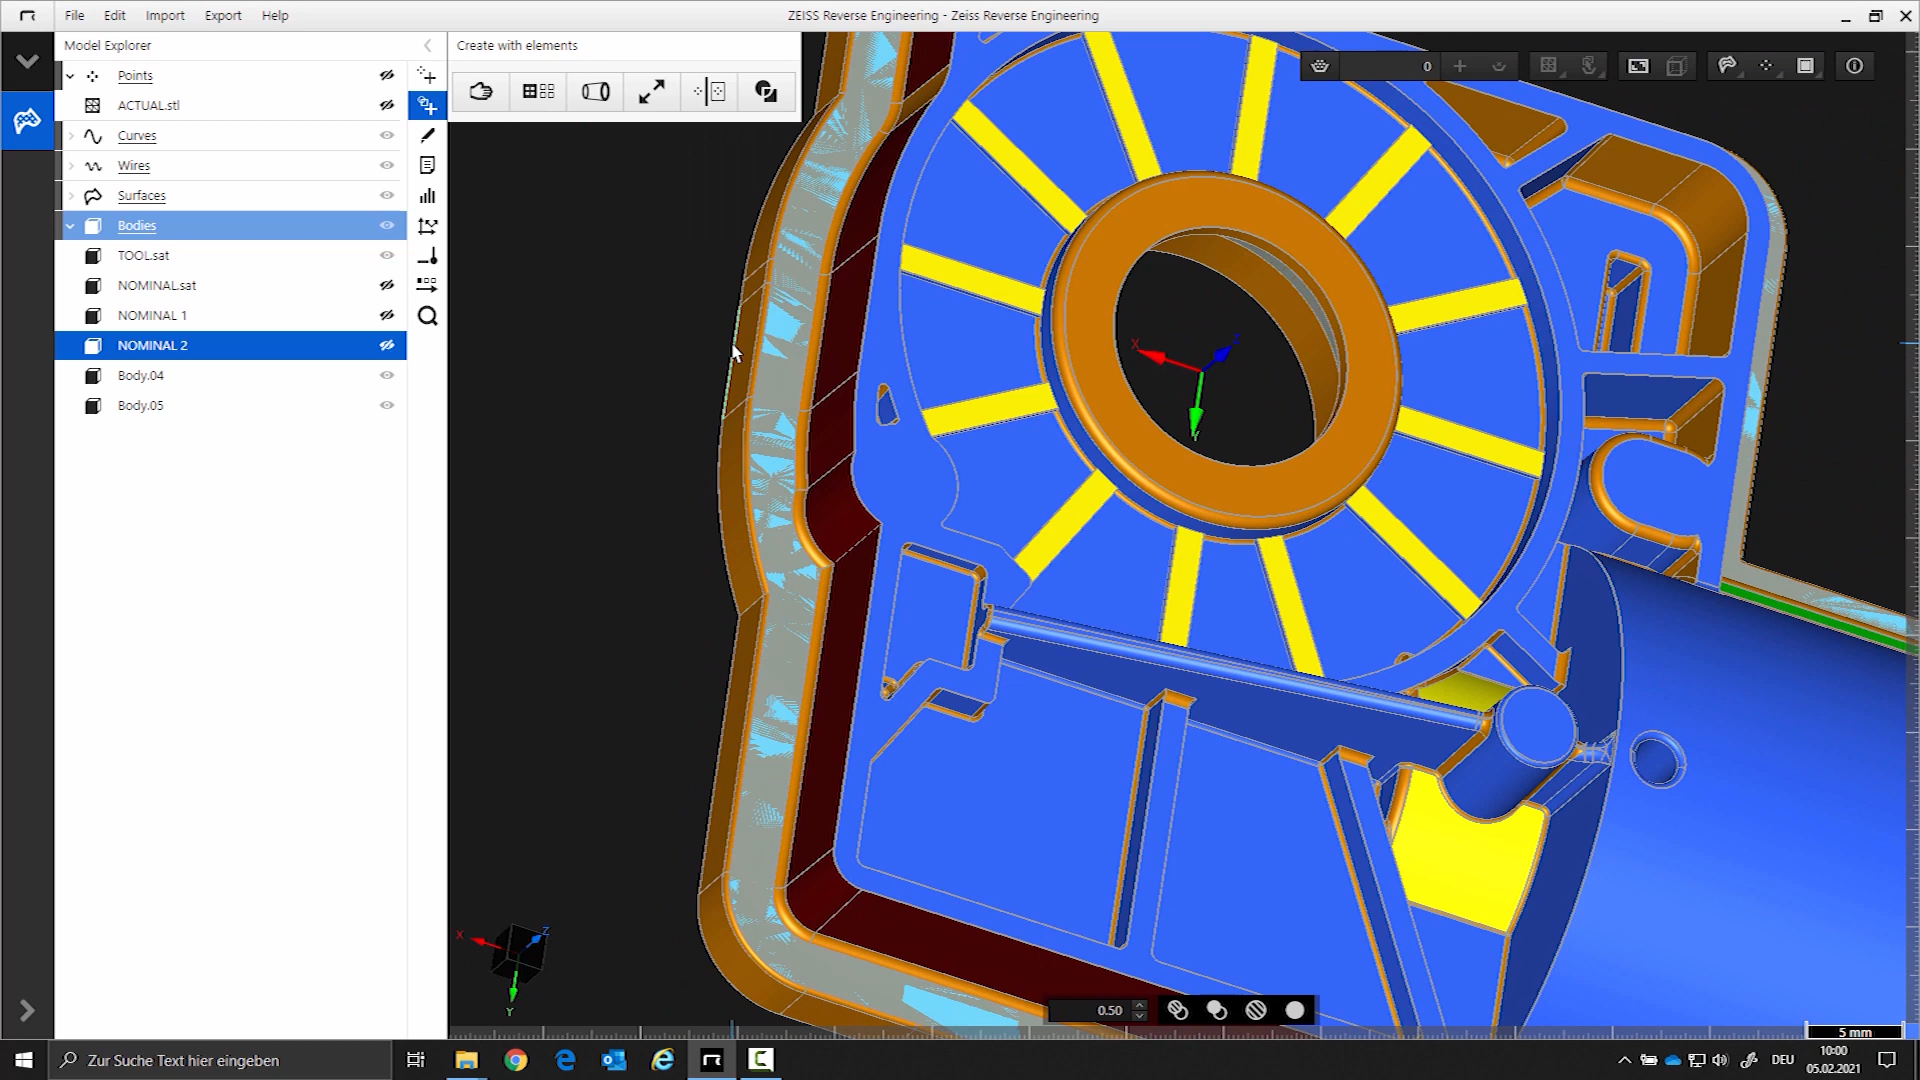 File Edit Import Export Help
ZEISS Reverse Engineering - Zeiss Reverse Engineering
Model Explorer
Create with elements
Points
ACTUAL.stl
Curves
Wires
Surfaces
Bodies
TOOL.sat
NOMINAL.sat
NOMINAL 1
NOMINAL 2
Body.04
Body.05
0
X
Z
Y
X
Z
Y
0.50
5 mm
Zur Suche Text hier eingeben
DEU
10:00
05.02.2021